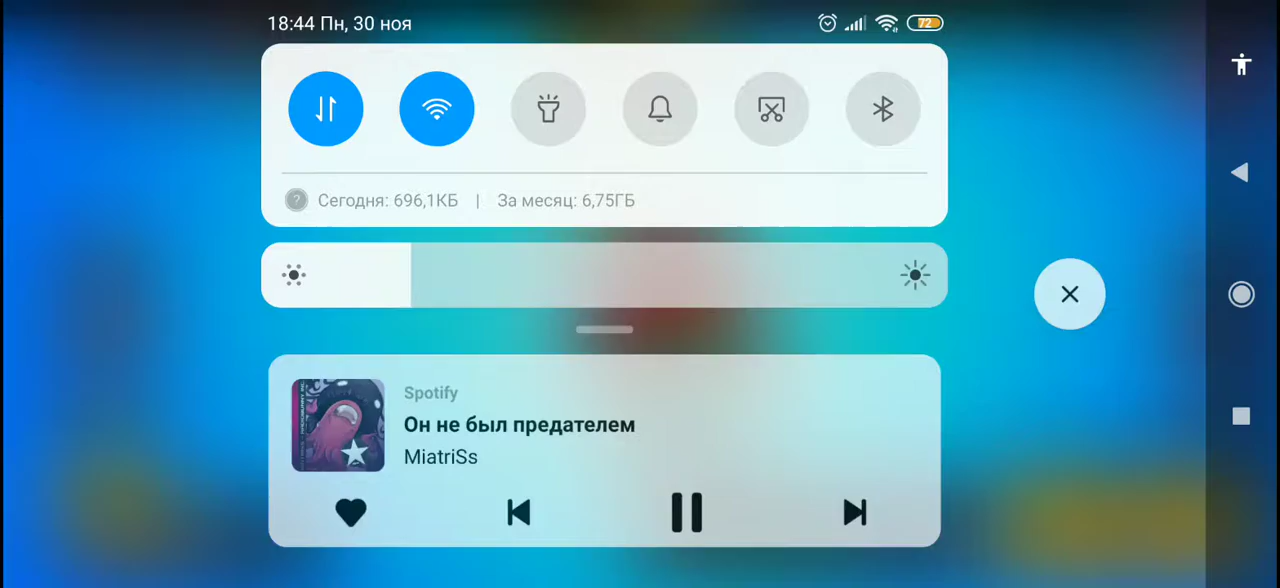 18:44 Пн, 30 ноя
72
Сегодня: 696,1КБ | За месяц: 6,75ГБ
Spotify
Он не был предателем
MiatriSs